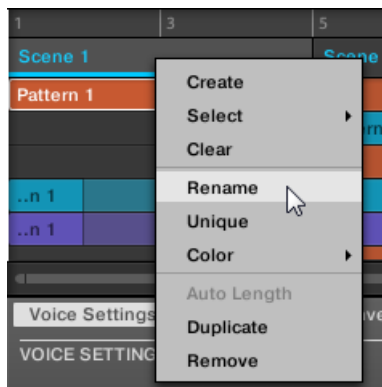 1 3 5
Scene 1 Scene
Pattern 1
Create
Select
Clear
Rename
..n 1
Unique
..n 1
Color
Auto Length
Voice Settings
Duplicate
VOICE SETTING
Remove